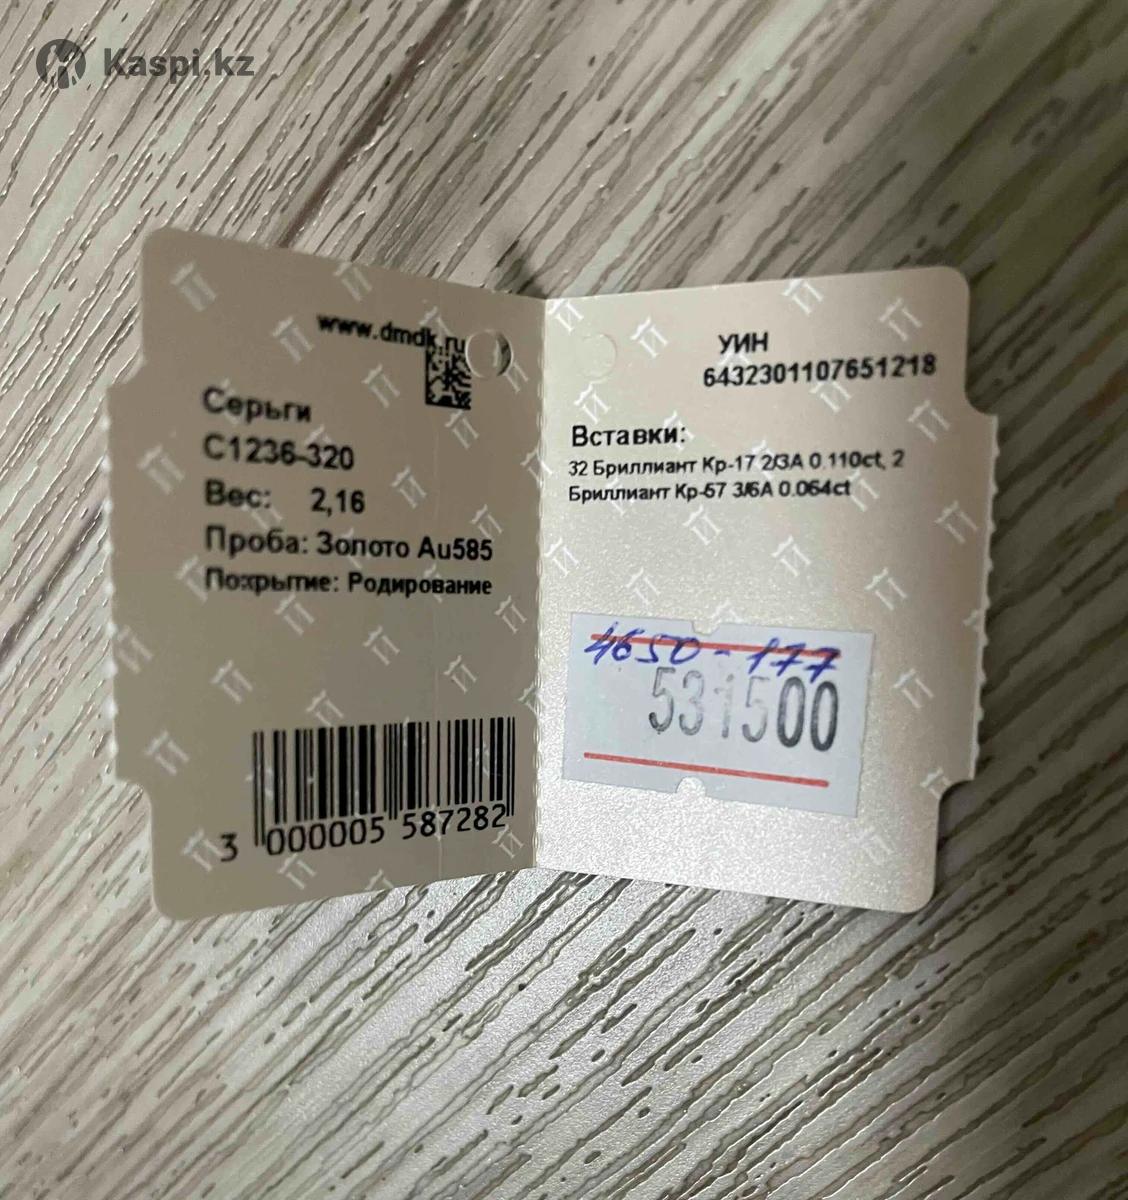 Kaspi.kz
www.dmdk.ru
Серьги
С1236-320
Вес: 2,16
Проба: Золото Au585
Покрытие: Родирование
3 000005 587282
УИН
6432301107651218
Вставки:
32 Бриллиант Кр-17 2/3А 0.110ct, 2
Бриллиант Кр-57 3/6А 0.064ct
4650-177
531500